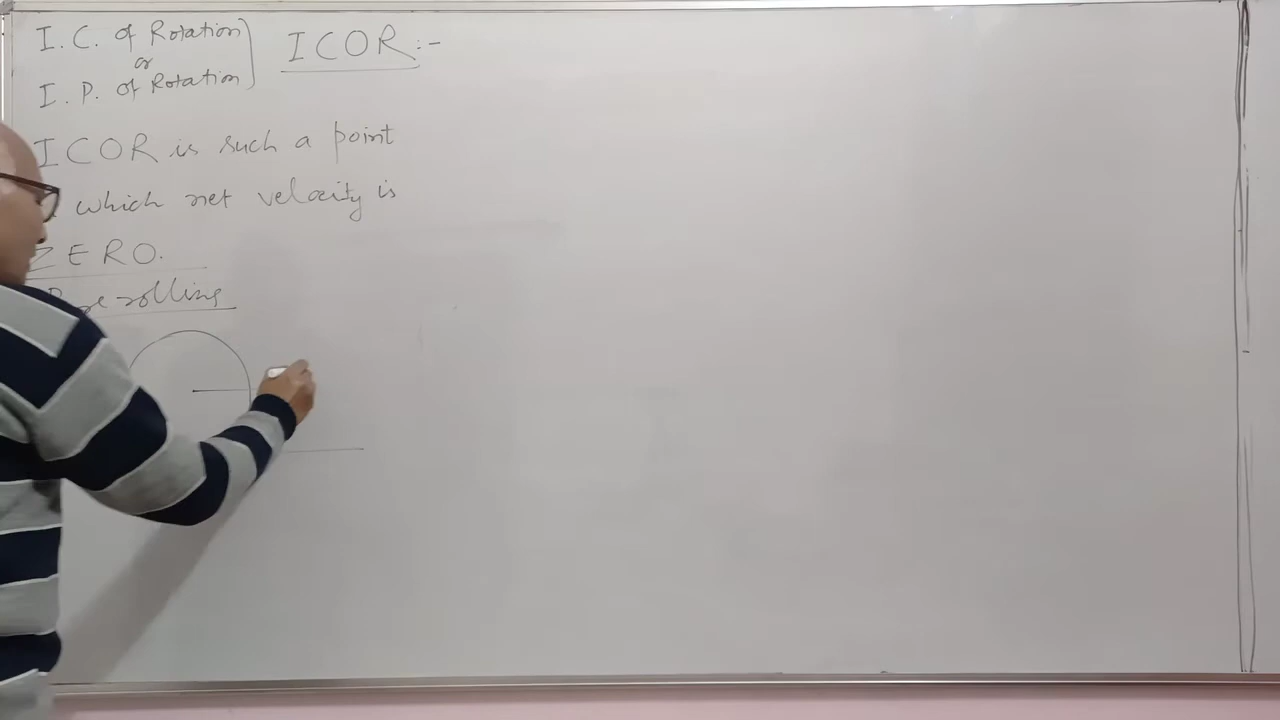 I. C. of Rotation
or
I. P. of Rotation
ICOR :-
ICOR is such a point
which net velocity is
ZERO.
rolling